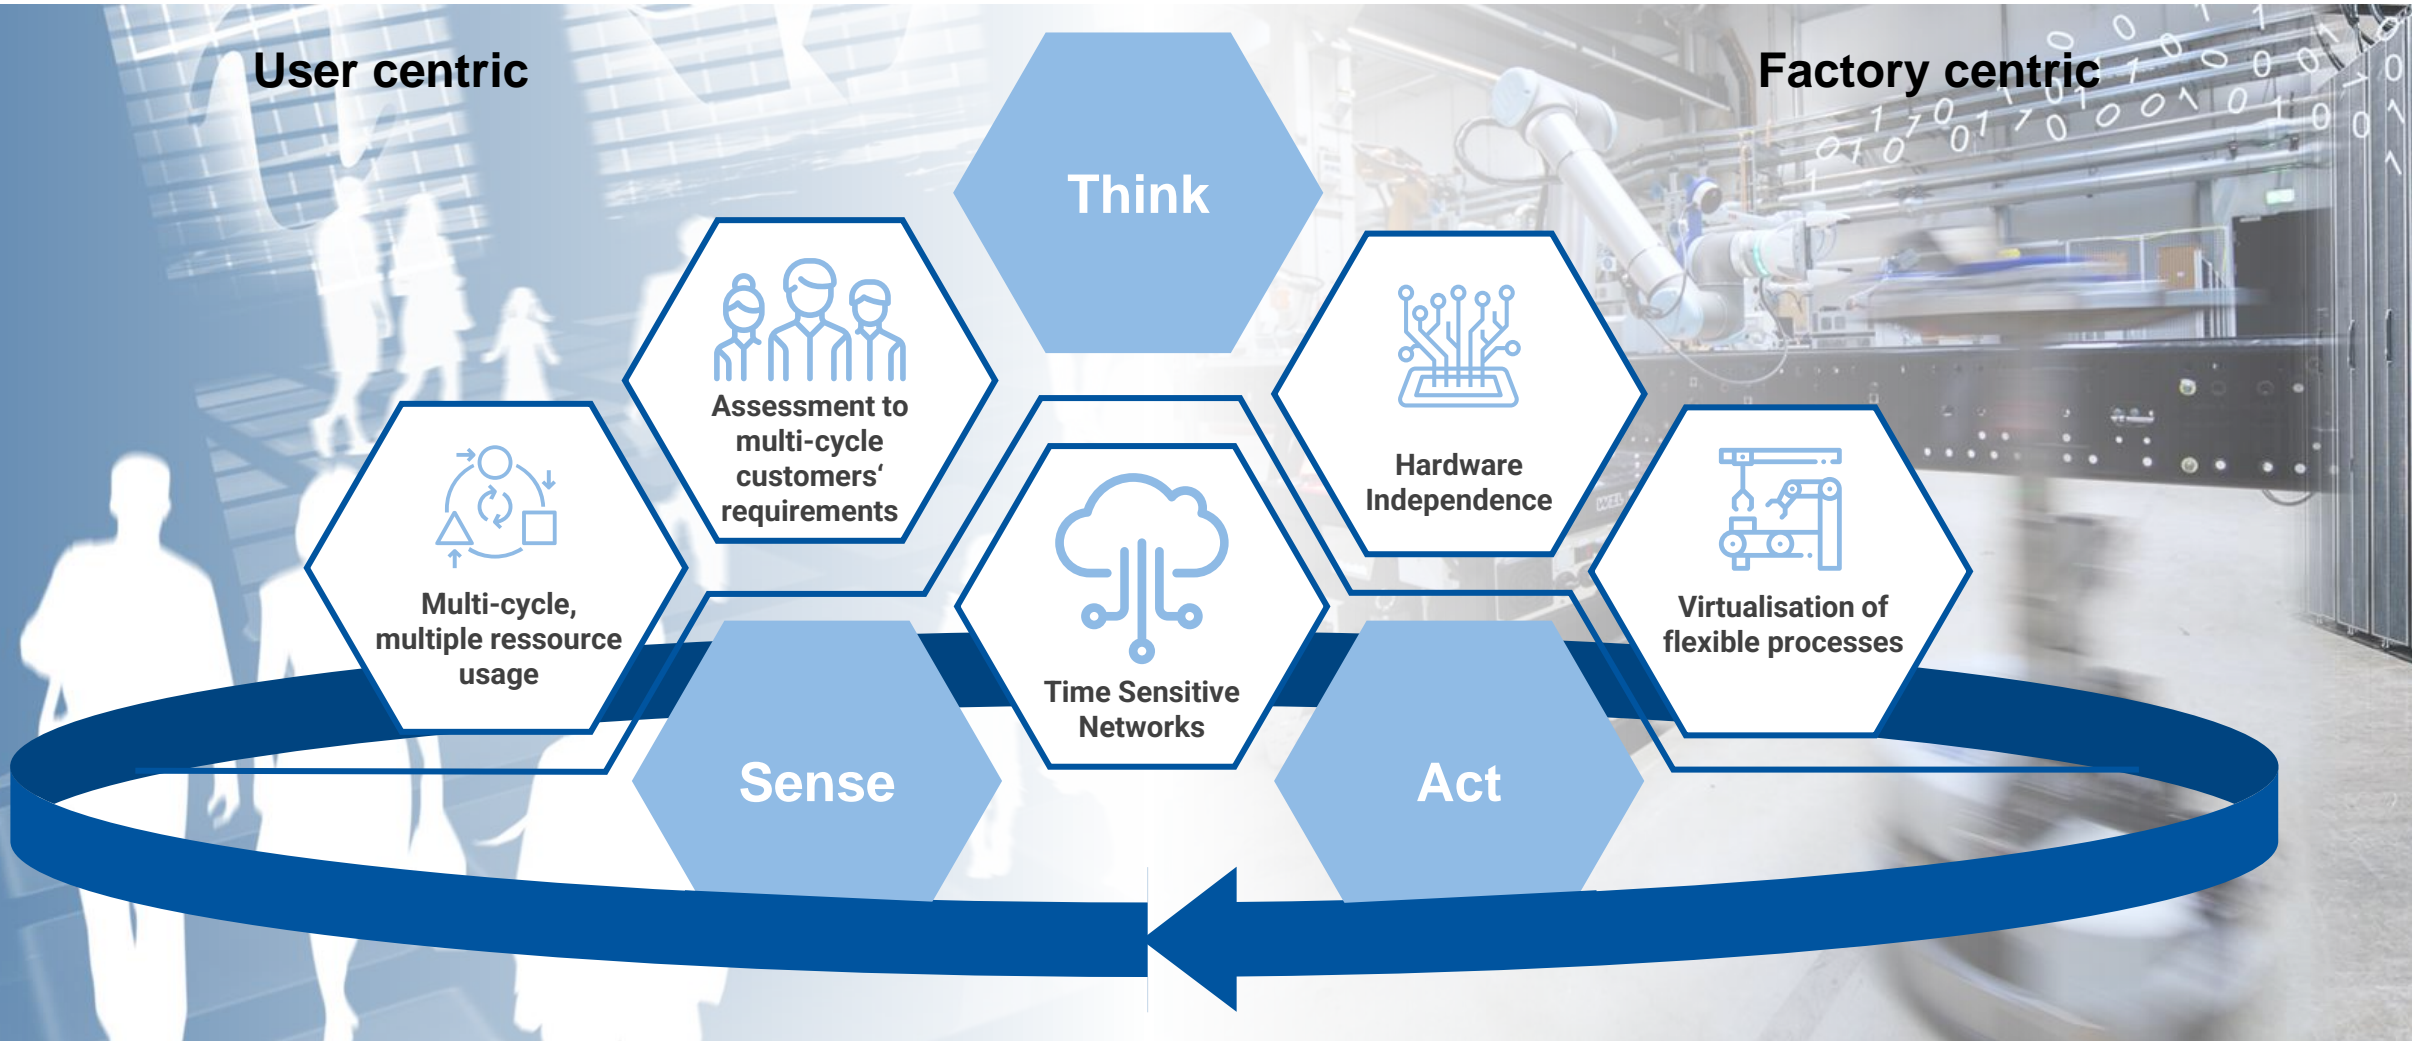 User centric
Factory centric
Think
Assessment to
multi-cycle
customers‘
requirements
Hardware
Independence
Multi-cycle,
multiple ressource
usage
Time Sensitive
Networks
Virtualisation of
flexible processes
Sense
Act